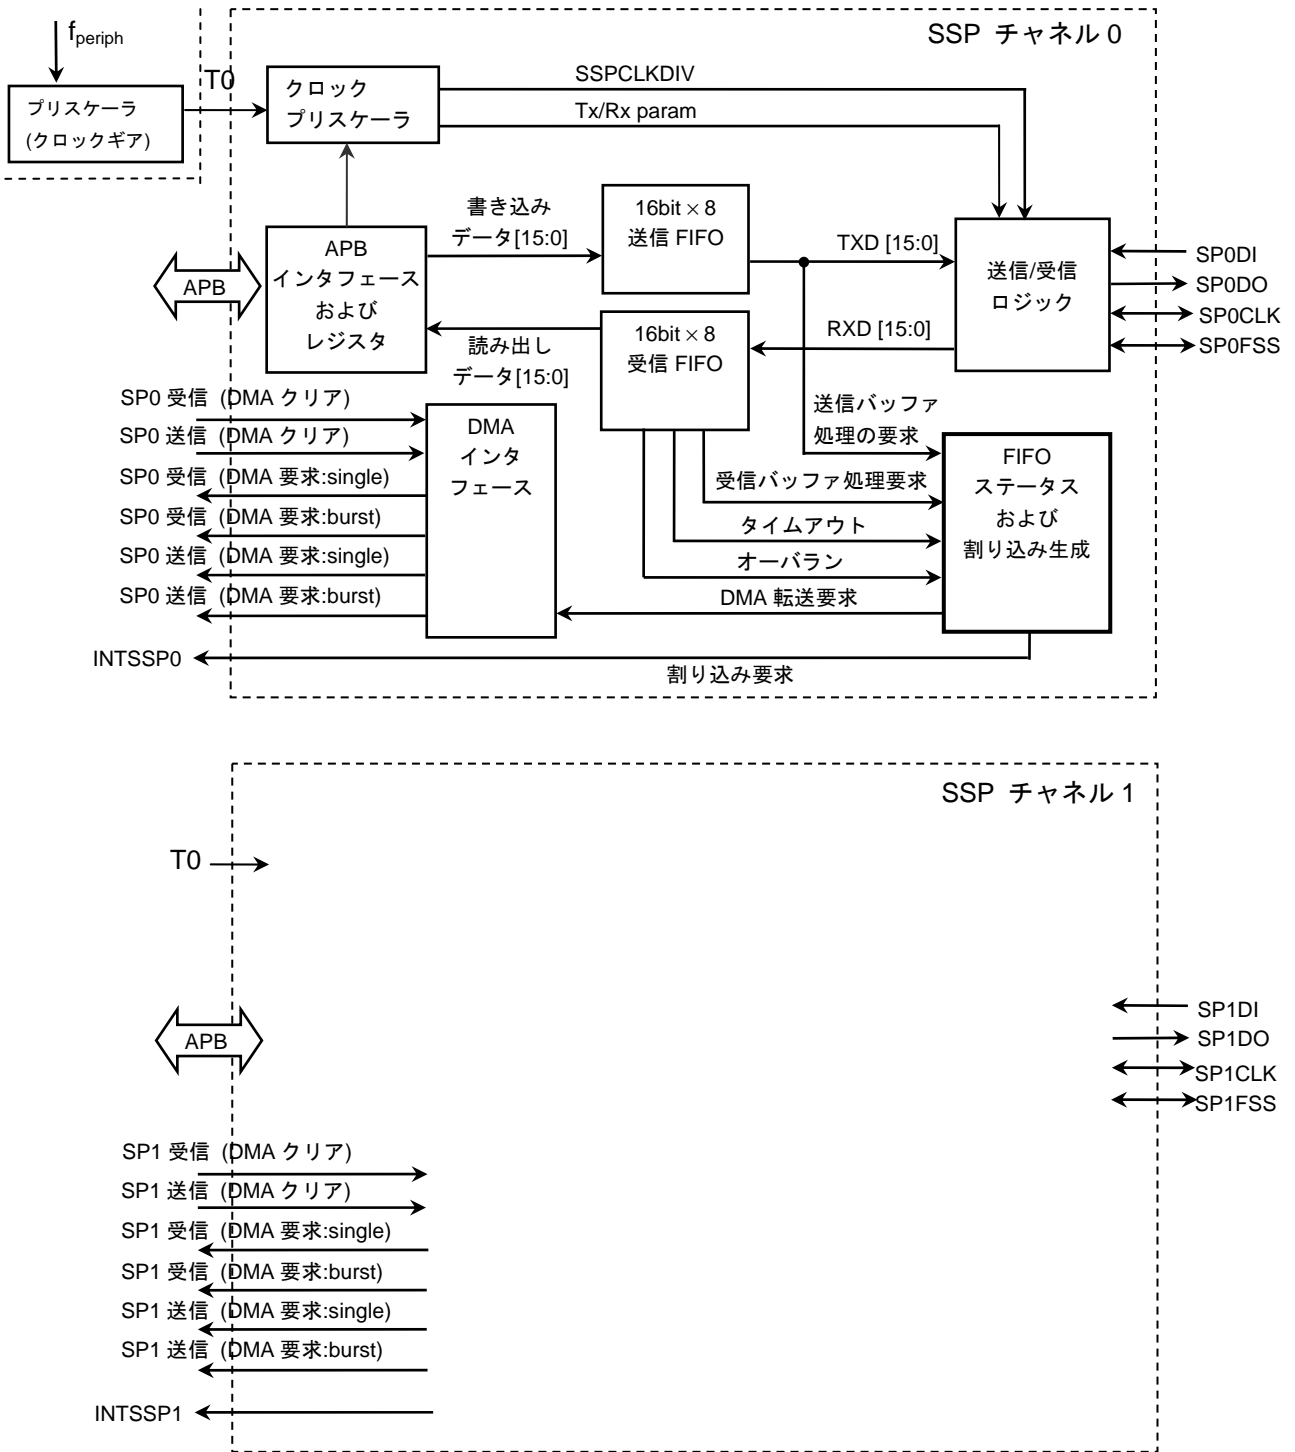 fperiph
SSP チャネル 0
T0
プリスケーラ
(クロックギア)
クロック
プリスケーラ
SSPCLKDIV
Tx/Rx param
書き込み
データ[15:0]
16bit × 8
送信 FIFO
TXD [15:0]
APB
APB
インタフェース
および
レジスタ
送信/受信
ロジック
SP0DI
SP0DO
SP0CLK
SP0FSS
読み出し
データ[15:0]
16bit × 8
受信 FIFO
RXD [15:0]
SP0 受信 (DMA クリア)
SP0 送信 (DMA クリア)
SP0 受信 (DMA 要求:single)
SP0 受信 (DMA 要求:burst)
SP0 送信 (DMA 要求:single)
SP0 送信 (DMA 要求:burst)
DMA
インタ
フェース
送信バッファ
処理の要求
受信バッファ処理要求
タイムアウト
オーバラン
DMA 転送要求
FIFO
ステータス
および
割り込み生成
INTSSP0
割り込み要求
SSP チャネル 1
T0
APB
SP1DI
SP1DO
SP1CLK
SP1FSS
SP1 受信 (DMA クリア)
SP1 送信 (DMA クリア)
SP1 受信 (DMA 要求:single)
SP1 受信 (DMA 要求:burst)
SP1 送信 (DMA 要求:single)
SP1 送信 (DMA 要求:burst)
INTSSP1